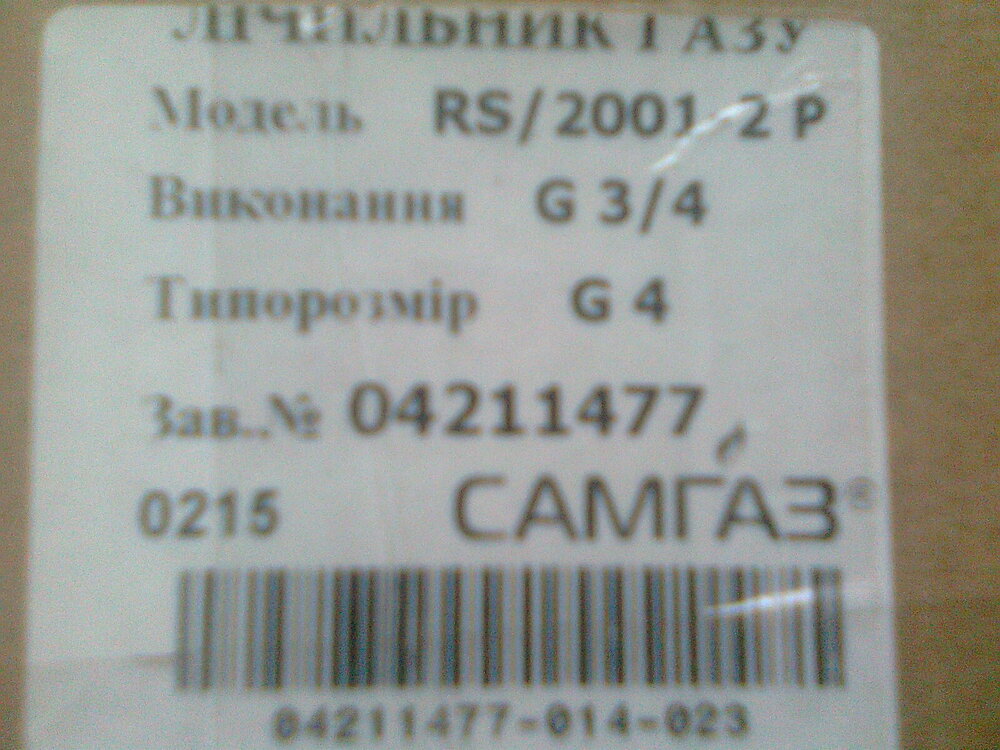 ЛІЧИЛЬНИК ГАЗУ
Модель RS/2001 2 P
Виконання G 3/4
Типорозмір G 4
Зав..№ 04211477
0215 САМГАЗ®
04211477-014-023